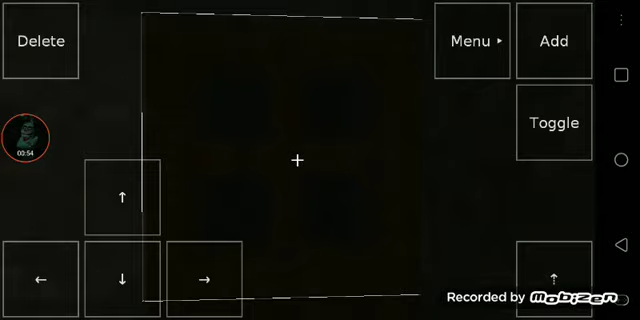 Delete
Menu ▸
Add
Toggle
00:54
↑
← ↓ → ⇡
Recorded by Mobizen